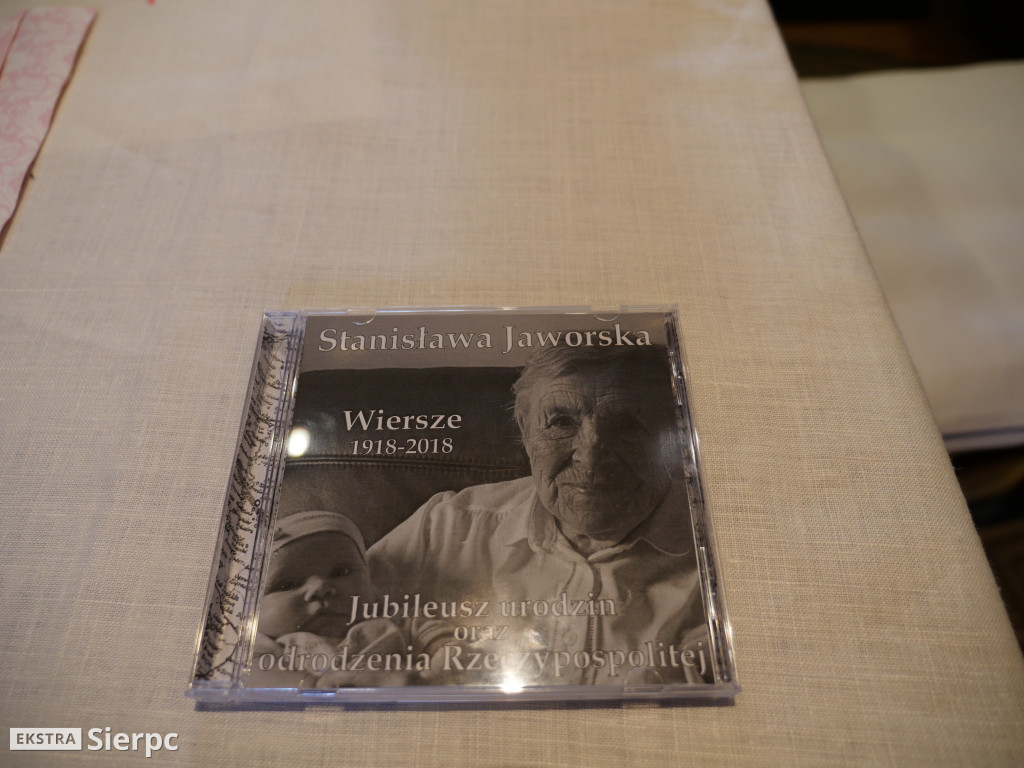 Stanisława Jaworska
Wiersze
1918-2018
Jubileusz urodzin
oraz
odrodzenia Rzeczypospolitej
EKSTRA Sierpc